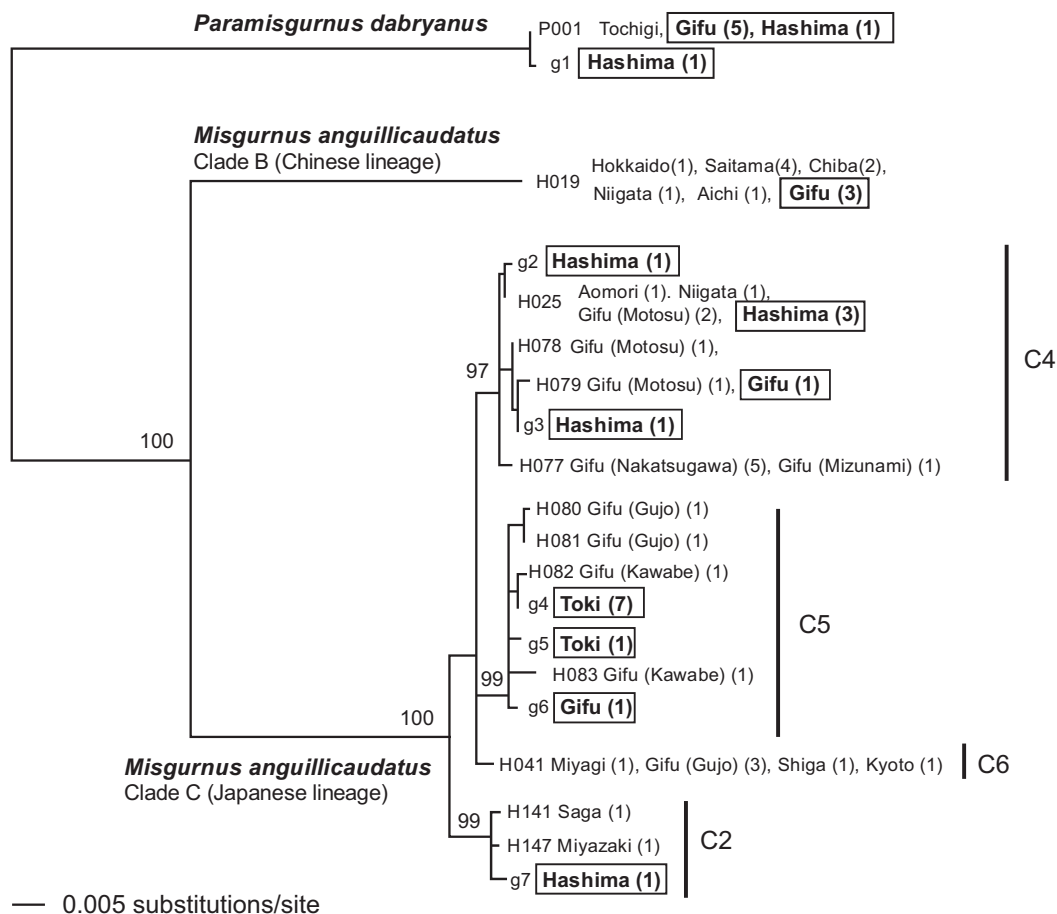 Paramisgurnus dabryanus
P001 Tochigi, Gifu (5), Hashima (1)
g1 Hashima (1)
Misgurnus anguillicaudatus
Clade B (Chinese lineage)
H019 Hokkaido(1), Saitama(4), Chiba(2),
Niigata (1), Aichi (1), Gifu (3)
g2 Hashima (1)
H025 Aomori (1). Niigata (1),
Gifu (Motosu) (2), Hashima (3)
H078 Gifu (Motosu) (1),
C4
97
H079 Gifu (Motosu) (1), Gifu (1)
g3 Hashima (1)
100
H077 Gifu (Nakatsugawa) (5), Gifu (Mizunami) (1)
H080 Gifu (Gujo) (1)
H081 Gifu (Gujo) (1)
H082 Gifu (Kawabe) (1)
g4 Toki (7)
C5
g5 Toki (1)
99
H083 Gifu (Kawabe) (1)
g6 Gifu (1)
100
Misgurnus anguillicaudatus
Clade C (Japanese lineage)
H041 Miyagi (1), Gifu (Gujo) (3), Shiga (1), Kyoto (1)
C6
H141 Saga (1)
99
H147 Miyazaki (1)
C2
g7 Hashima (1)
0.005 substitutions/site